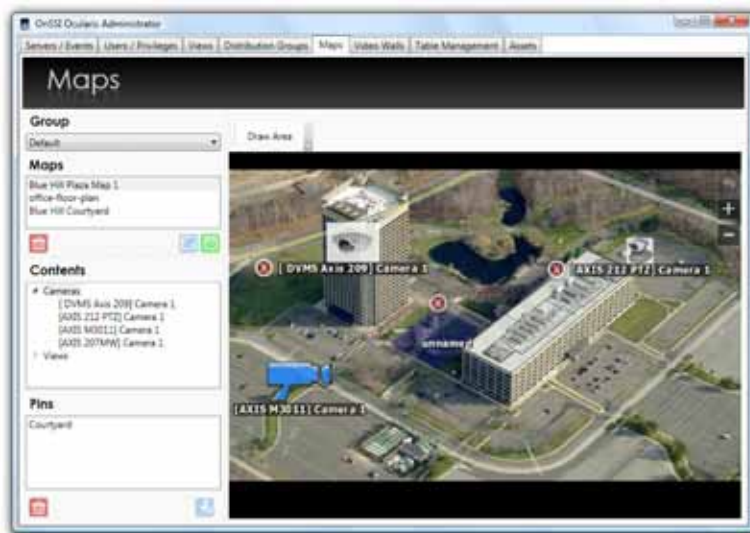 OnSSI Ocularis Administrator
Servers / Events
Users / Privileges
Views
Distribution Groups
Maps
Video Walls
Table Management
Assets
Maps
Group
Default
Draw Area
Maps
Blue Hill Plaza Map 1
office-floor-plan
Blue Hill Courtyard
Contents
Cameras
[ DVMS Axis 209] Camera 1
[AXIS 212 PTZ] Camera 1
[AXIS M3011] Camera 1
[AXIS 207MW] Camera 1
Views
Pins
Courtyard
[ DVMS Axis 209] Camera 1
[AXIS 212 PTZ] Camera 1
unnamed
[AXIS M3011] Camera 1